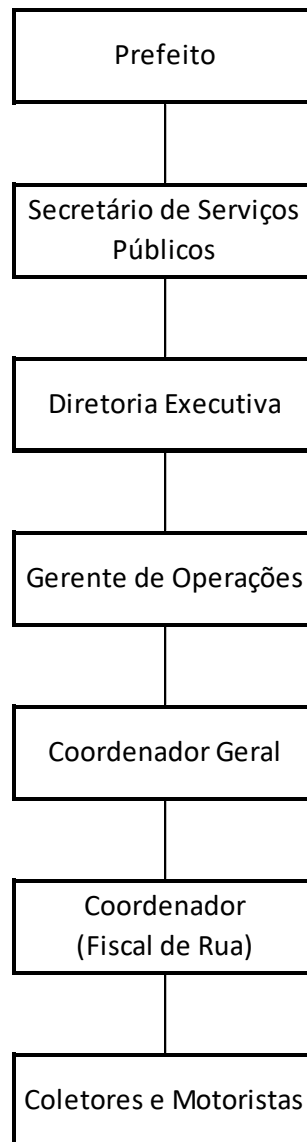 Prefeito
Secretário de Serviços
Públicos
Diretoria Executiva
Gerente de Operações
Coordenador Geral
Coordenador
(Fiscal de Rua)
Coletores e Motoristas